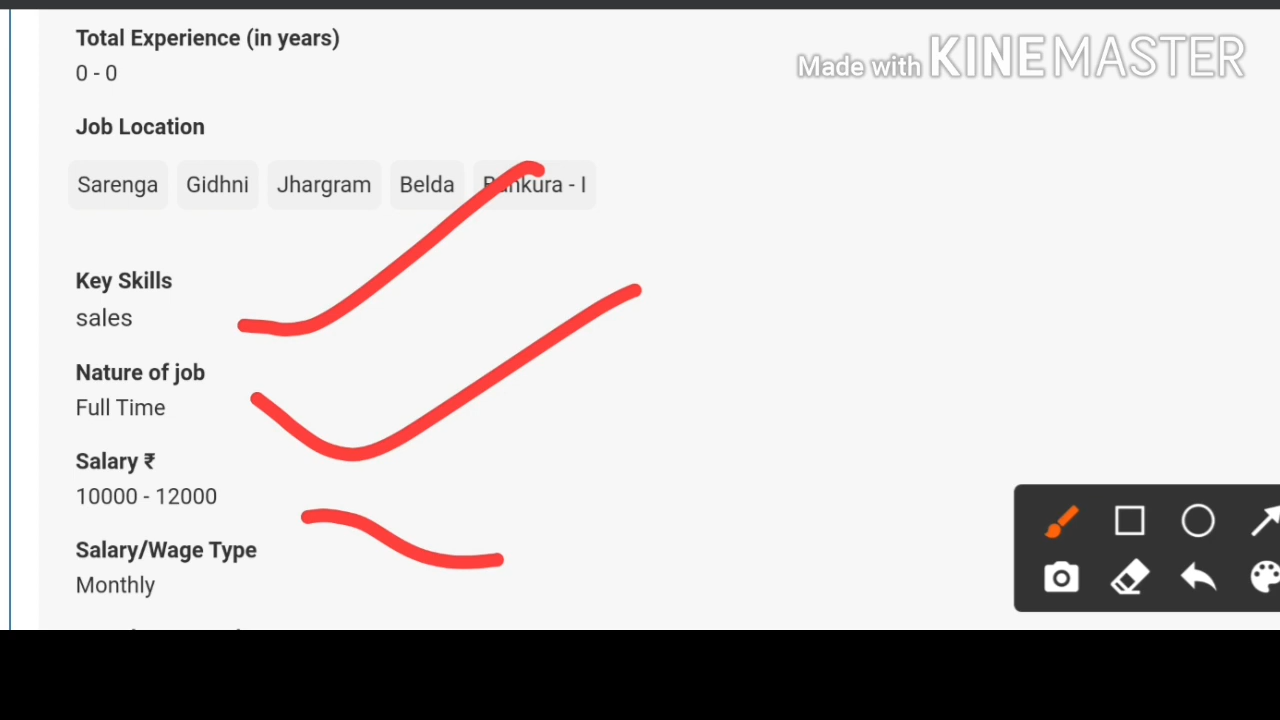 Total Experience (in years)
Made with KINEMASTER
0 - 0
Job Location
Sarenga Gidhni Jhargram Belda Bankura - I
Key Skills
sales
Nature of job
Full Time
Salary ₹
10000 - 12000
Salary/Wage Type
Monthly